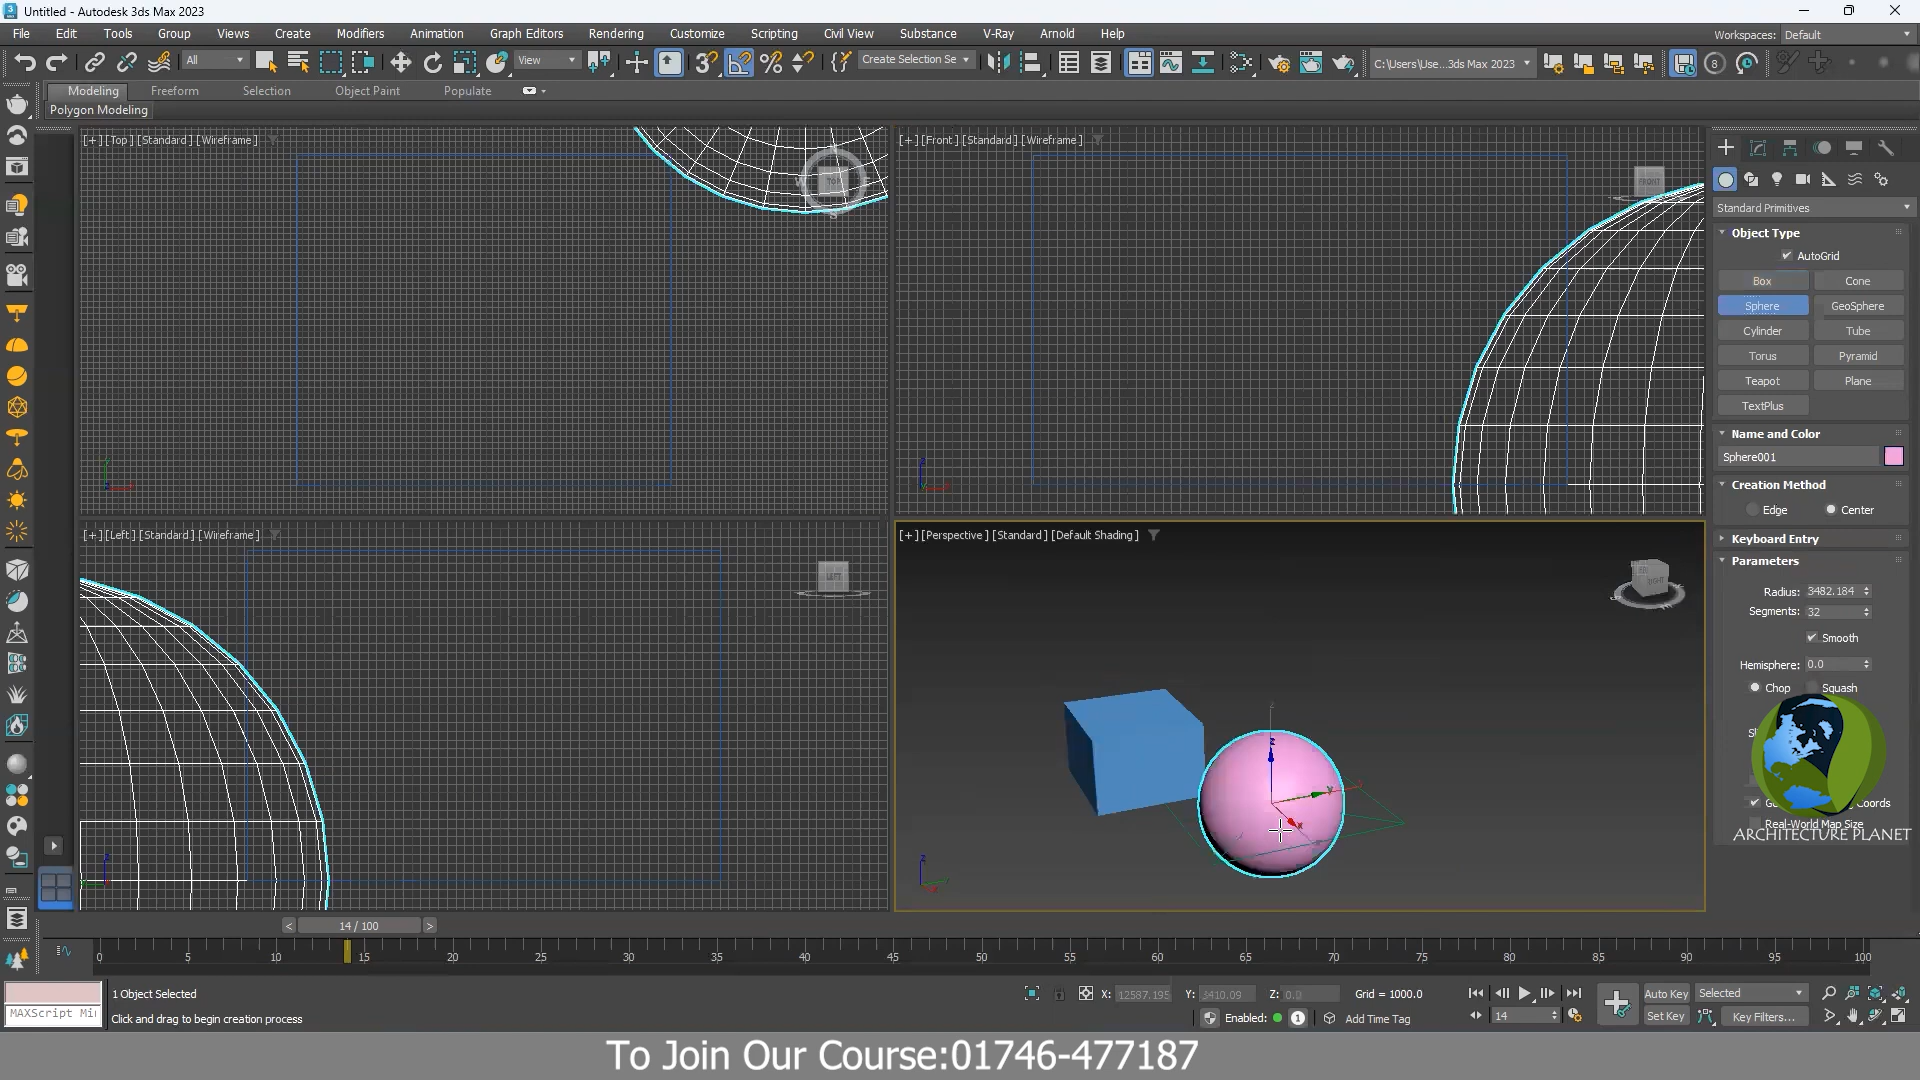 Untitled - Autodesk 3ds Max 2023
File Edit Tools Group Views Create Modifiers Animation Graph Editors Rendering Customize Scripting Civil View Substance V-Ray Arnold Help
Workspaces: Default
All View Create Selection Se C:\Users\Use...3ds Max 2023
Modeling Freeform Selection Object Paint Populate
Polygon Modeling
[+] [Top] [Standard] [Wireframe]
[+] [Front] [Standard] [Wireframe]
TOP
FRONT
Standard Primitives
Object Type
AutoGrid
Box Cone
Sphere GeoSphere
Cylinder Tube
Torus Pyramid
Teapot Plane
TextPlus
Name and Color
Sphere001
Creation Method
Edge Center
Keyboard Entry
Parameters
Radius: 3482.184
Segments: 32
Smooth
Hemisphere: 0.0
Chop Squash
Real-World Map Size
ARCHITECTURE PLANET
[+] [Left] [Standard] [Wireframe]
[+] [Perspective] [Standard] [Default Shading]
LEFT
RIGHT
< 14 / 100 >
0 5 10 15 20 25 30 35 40 45 50 55 60 65 70 75 80 85 90 95 100
1 Object Selected
X: 12587.195 Y: 3410.09 Z: 0.0 Grid = 1000.0
Auto Key Selected
MAXScript Mi
Click and drag to begin creation process
Enabled: 1 Add Time Tag
14
Set Key Key Filters...
To Join Our Course:01746-477187